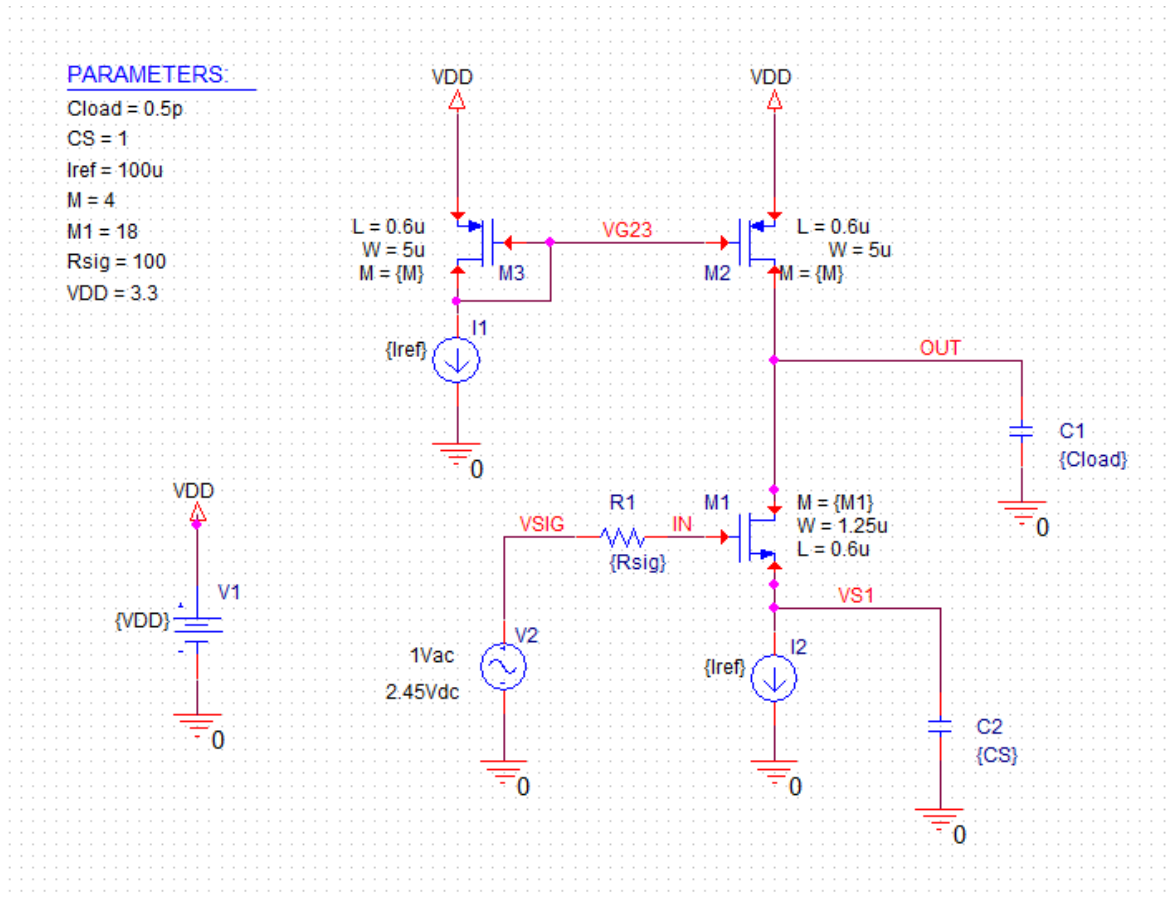 PARAMETERS:
Cload = 0.5p
CS = 1
Iref = 100u
M = 4
M1 = 18
Rsig = 100
VDD = 3.3
VDD
VDD
L = 0.6u
W = 5u
M = {M}
M3
VG23
L = 0.6u
W = 5u
M = {M}
M2
I1
{Iref}
0
OUT
C1
{Cload}
0
VDD
V1
{VDD}
0
VSIG
R1
{Rsig}
IN
M1
M = {M1}
W = 1.25u
L = 0.6u
VS1
V2
1Vac
2.45Vdc
0
I2
{Iref}
0
C2
{CS}
0